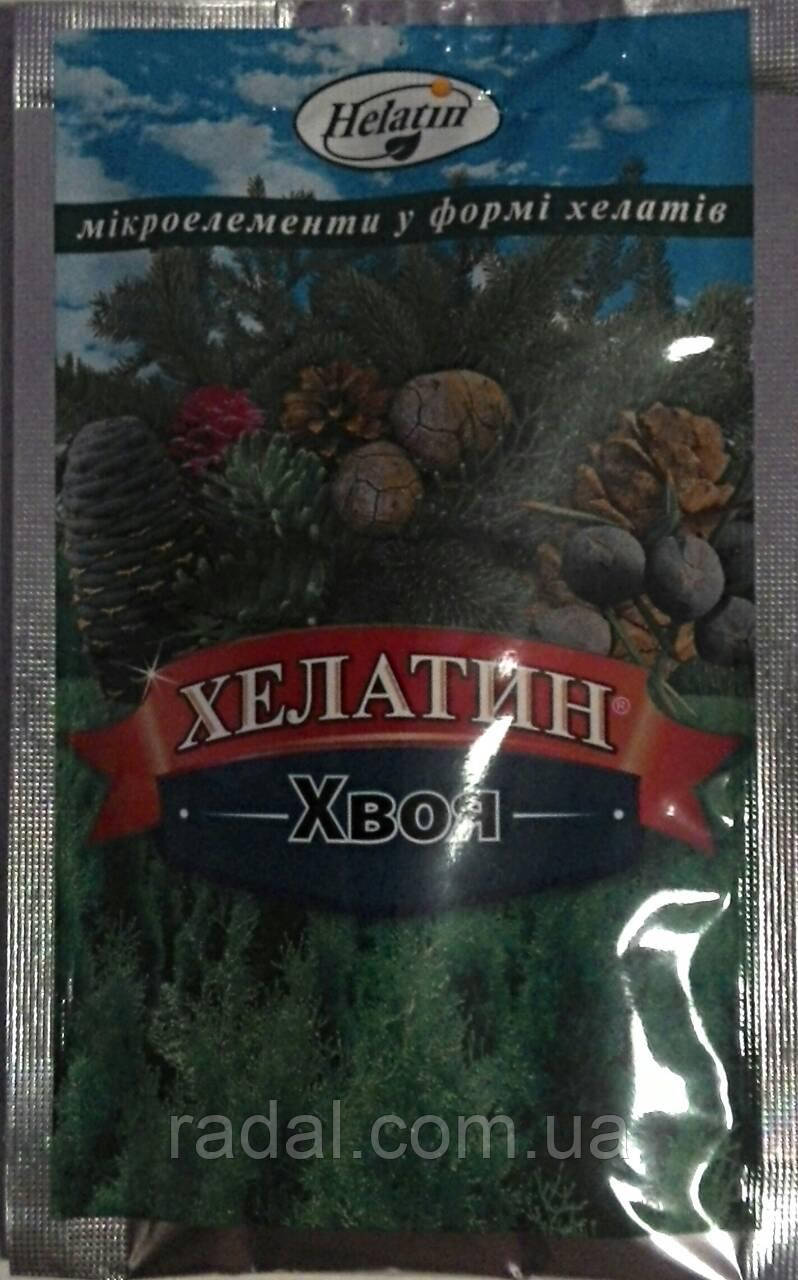 Helatin
мікроелементи у формі хелатів
ХЕЛАТИН®
Хвоя
radal.com.ua